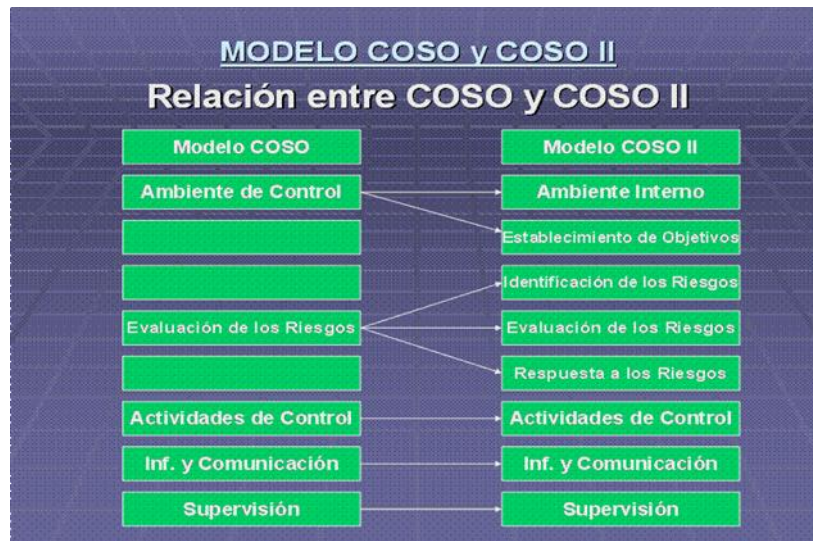 MODELO COSO y COSO II
Relación entre COSO y COSO II
Modelo COSO
Modelo COSO II
Ambiente de Control
Ambiente Interno
Establecimiento de Objetivos
Identificación de los Riesgos
Evaluación de los Riesgos
Evaluación de los Riesgos
Respuesta a los Riesgos
Actividades de Control
Actividades de Control
Inf. y Comunicación
Inf. y Comunicación
Supervisión
Supervisión